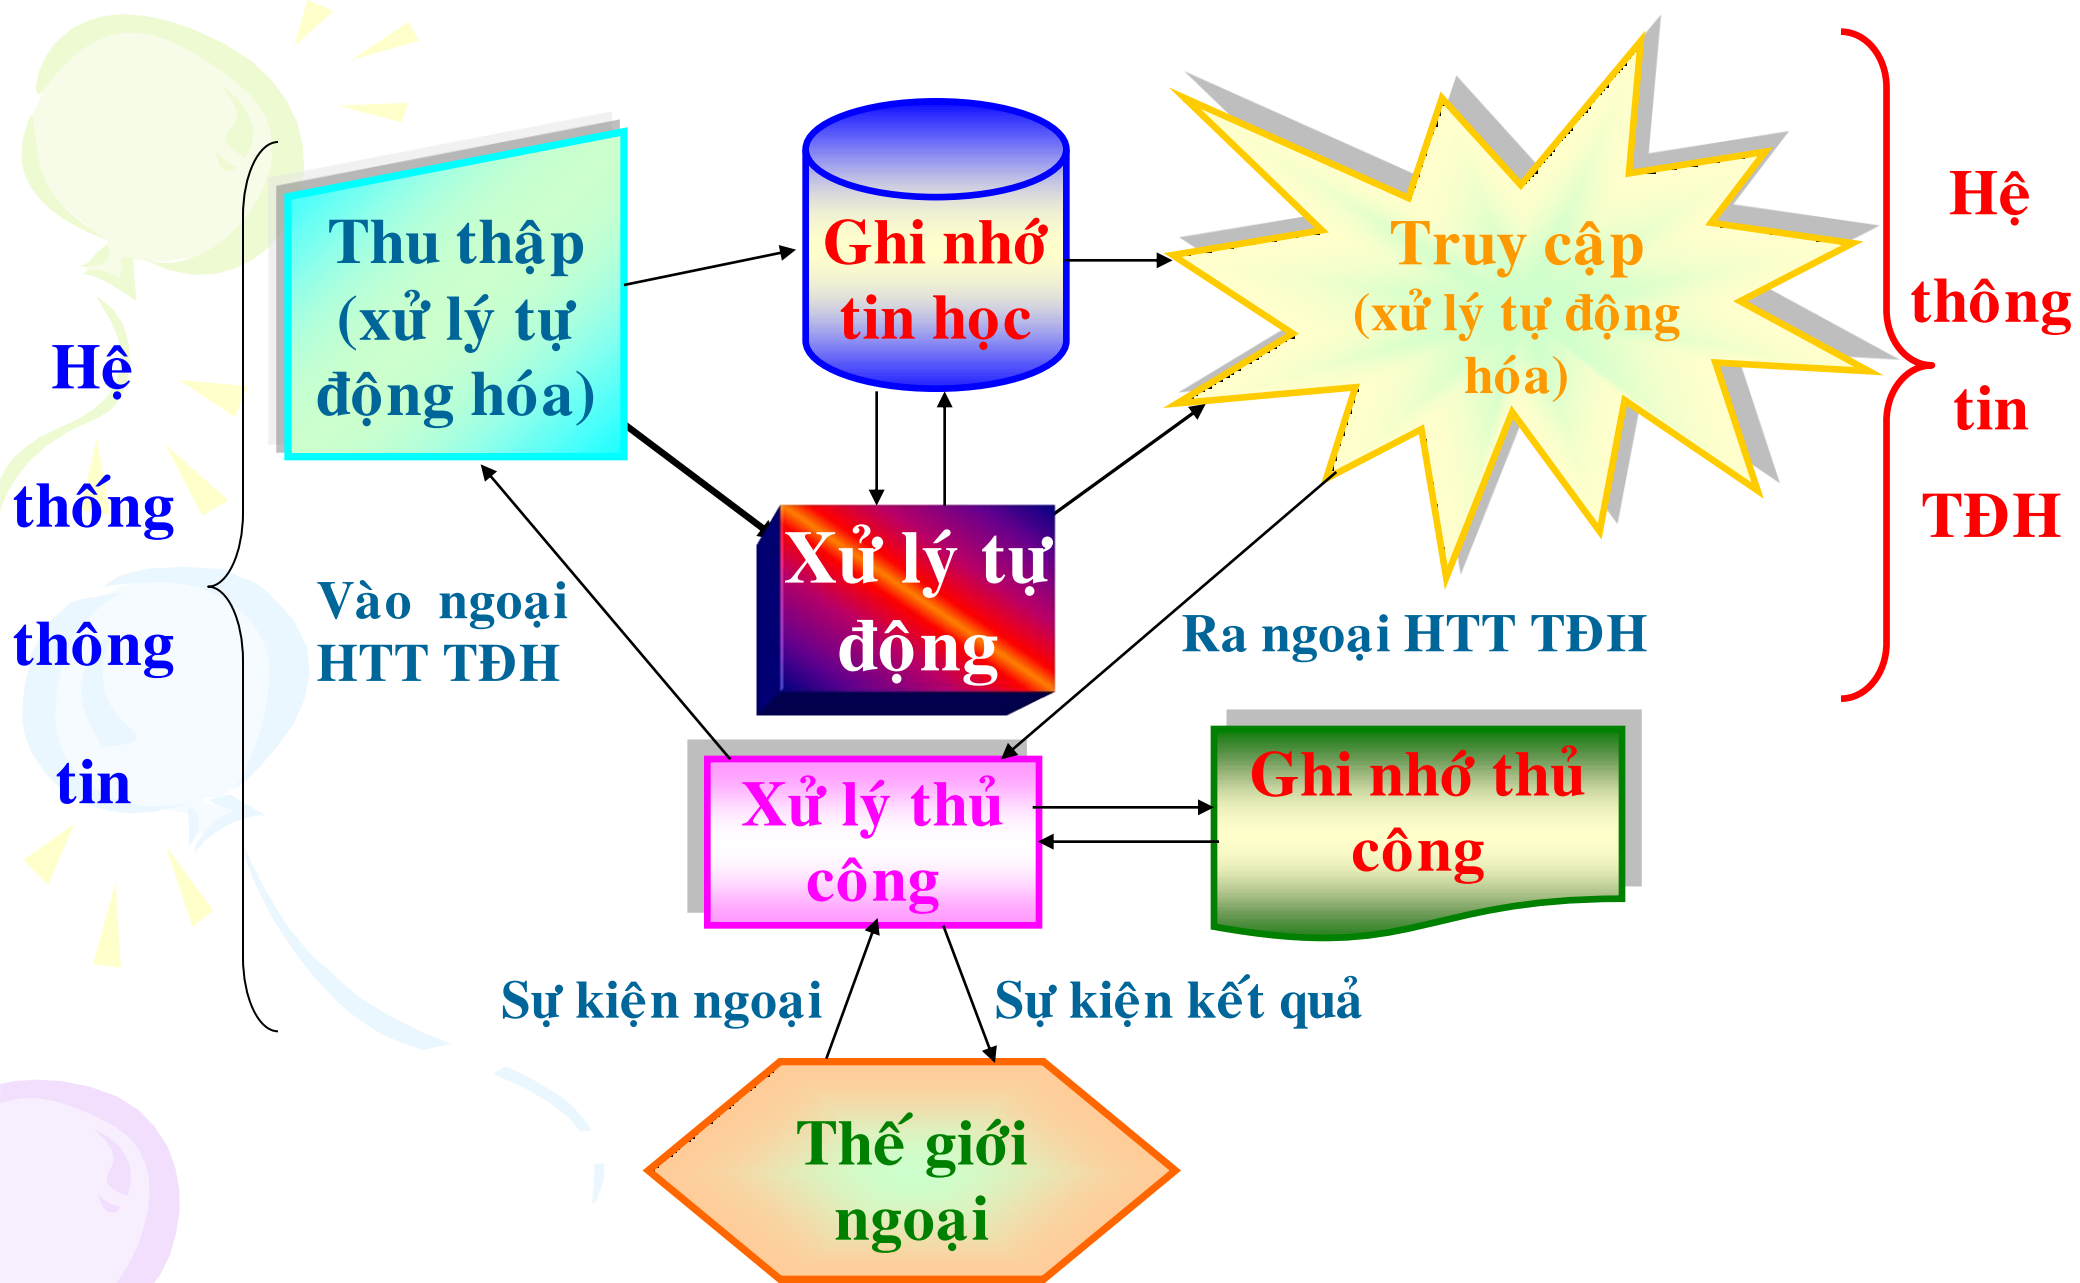 Hệ
thống
thông
tin
Thu thập
(xử lý tự
động hóa)
Ghi nhớ
tin học
Truy cập
(xử lý tự động
hóa)
Hệ
thông
tin
TĐH
Xử lý tự
động
Vào ngoại
HTT TĐH
Ra ngoại HTT TĐH
Xử lý thủ
công
Ghi nhớ thủ
công
Sự kiện ngoại
Sự kiện kết quả
Thế giới
ngoại